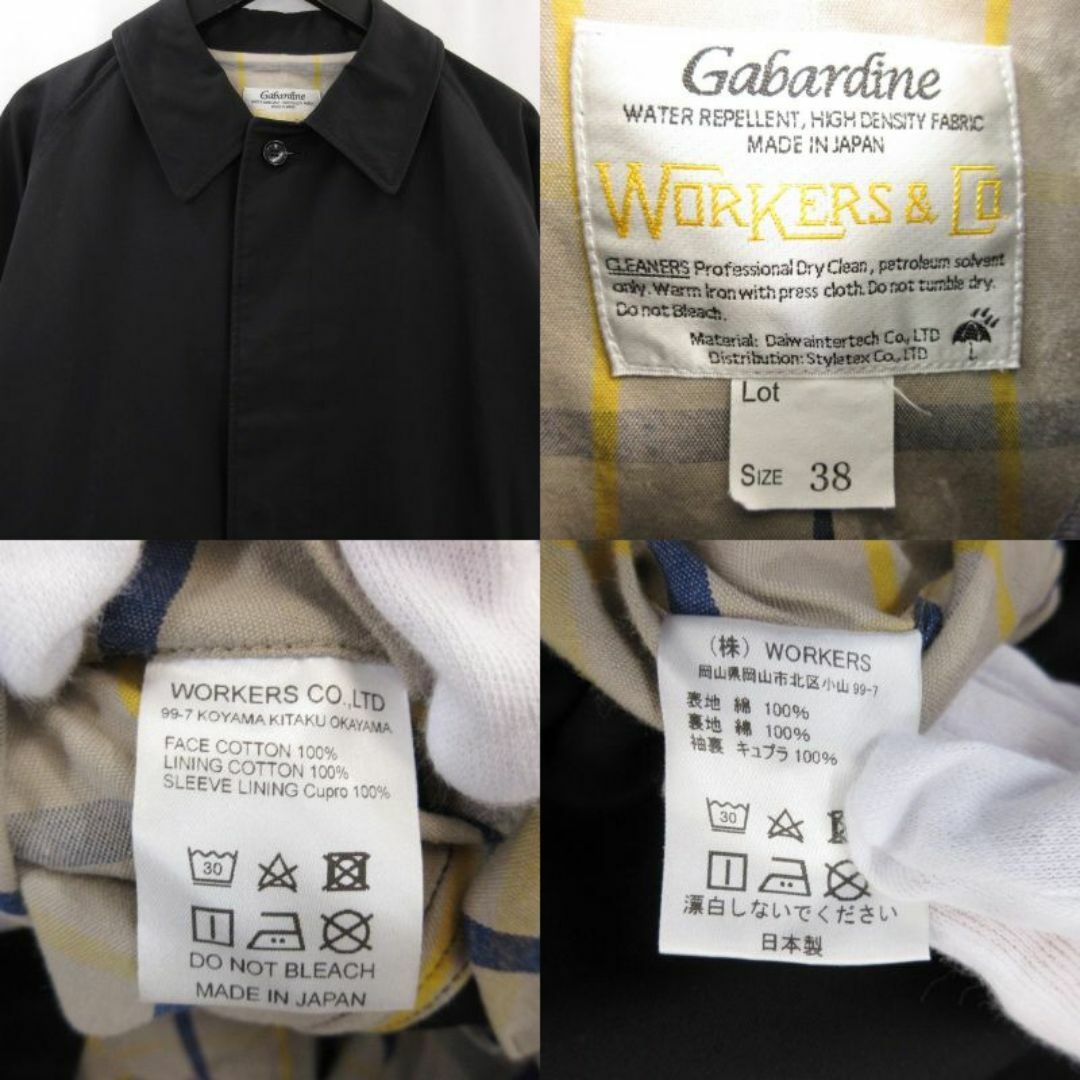 Gabardine
Gabardine
WATER REPELLENT, HIGH DENSITY FABRIC
MADE IN JAPAN
WORKERS & CO
CLEANERS Professional Dry Clean, petroleum solvent
only. Warm Iron with press cloth. Do not tumble dry.
Do not Bleach.
Material: Daiwaintertech Co., LTD
Distribution: Styletex Co., LTD
Lot
SIZE 38
WORKERS CO.,LTD
99-7 KOYAMA KITAKU OKAYAMA
FACE COTTON 100%
LINING COTTON 100%
SLEEVE LINING Cupro 100%
30
DO NOT BLEACH
MADE IN JAPAN
(株) WORKERS
岡山県岡山市北区小山 99-7
表地 綿 100%
裏地 綿 100%
袖裏 キュプラ 100%
30
漂白しないでください
日本製